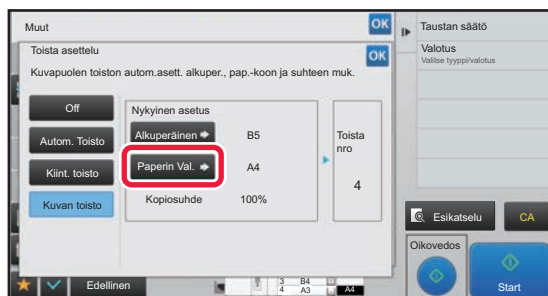 Muut
OK
Taustan säätö
Toista asettelu
OK
Valotus
Valitse tyyppi/valotus
Kuvapuolen toiston autom.asett. alkuper., pap.-koon ja suhteen muk.
Off
Nykyinen asetus
Autom. Toisto
Alkuperäinen
B5
Toista
nro
Kiint. toisto
Paperin Val.
A4
4
Kuvan toisto
Kopiosuhde
100%
Esikatselu
CA
Oikovedos
Edellinen
3 B4
4 A3
A4
Start